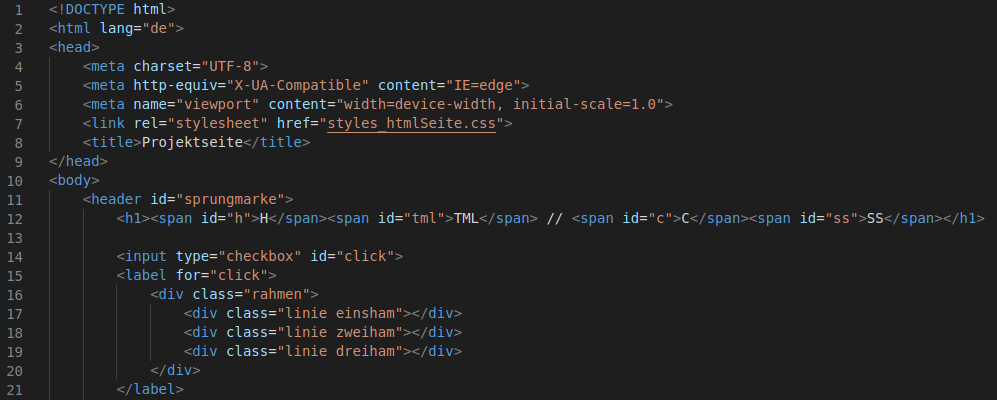 1 <!DOCTYPE html>
2 <html lang="de">
3 <head>
4     <meta charset="UTF-8">
5     <meta http-equiv="X-UA-Compatible" content="IE=edge">
6     <meta name="viewport" content="width=device-width, initial-scale=1.0">
7     <link rel="stylesheet" href="styles_htmlSeite.css">
8     <title>Projektseite</title>
9 </head>
10 <body>
11     <header id="sprungmarke">
12         <h1><span id="h">H</span><span id="tml">TML</span> // <span id="c">C</span><span id="ss">SS</span></h1>
13
14         <input type="checkbox" id="click">
15         <label for="click">
16             <div class="rahmen">
17                 <div class="linie einsham"></div>
18                 <div class="linie zweiham"></div>
19                 <div class="linie dreiham"></div>
20             </div>
21         </label>